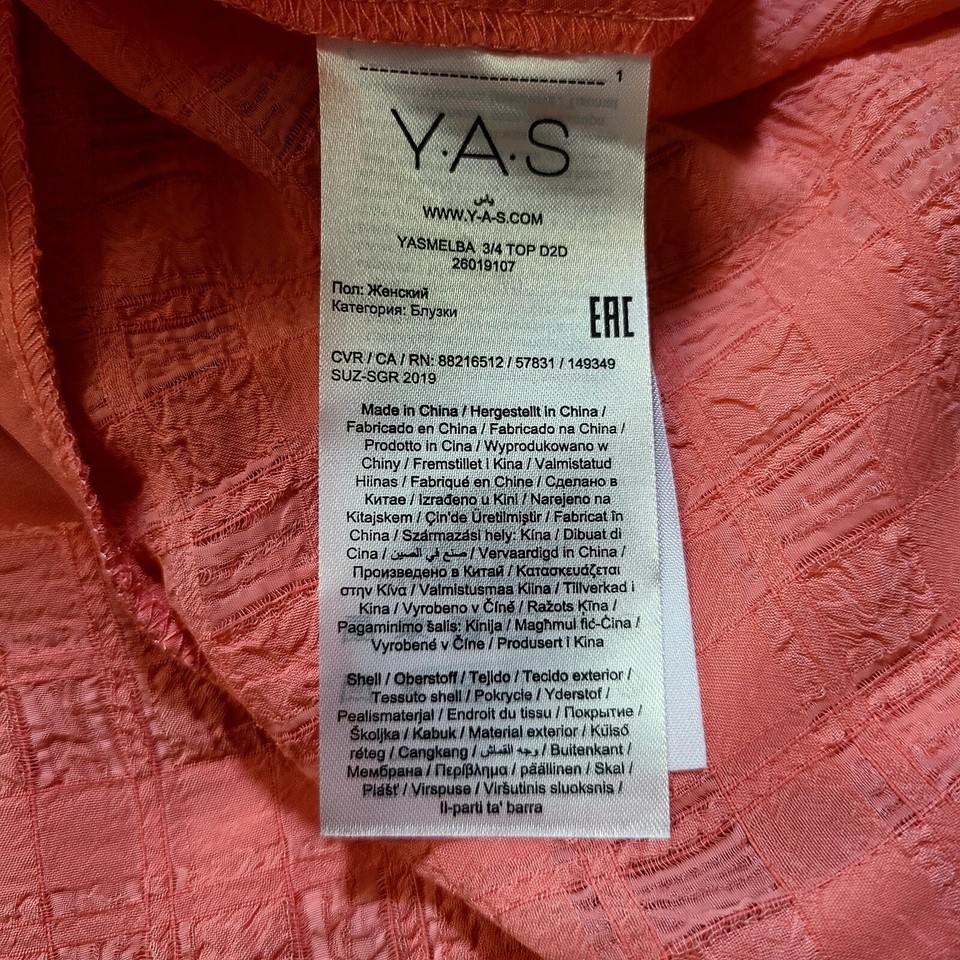 1
Y.A.S
ياس
WWW.Y-A-S.COM
YASMELBA 3/4 TOP D2D
26019107
Пол: Женский
Категория: Блузки
EAC
CVR / CA / RN: 88216512 / 57831 / 149349
SUZ-SGR 2019
Made in China / Hergestellt in China /
Fabricado en China / Fabricado na China /
Prodotto in Cina / Wyprodukowano w
Chiny / Fremstillet i Kina / Valmistatud
Hiinas / Fabriqué en Chine / Сделано в
Китае / Izrađeno u Kini / Narejeno na
Kitajskem / Çin'de Üretilmiştir / Fabricat în
China / Származási hely: Kína / Dibuat di
Cina / صنع في الصين / Vervaardigd in China /
Произведено в Китай / Κατασκευάζεται
στην Κίνα / Valmistusmaa Kiina / Tillverkad i
Kina / Vyrobeno v Číně / Ražots Ķīna /
Pagaminimo šalis: Kinija / Magħmul fiċ-Ċina /
Vyrobené v Číne / Produsert i Kina
Shell / Oberstoff / Tejido / Tecido exterior /
Tessuto shell / Pokrycie / Yderstof /
Pealismaterjal / Endroit du tissu / Покрытие /
Školjka / Kabuk / Material exterior / Külső
réteg / Cangkang / وجه القماش / Buitenkant /
Мембрана / Περίβλημα / päällinen / Skal /
Plášť / Virspuse / Viršutinis sluoksnis /
Il-parti ta' barra